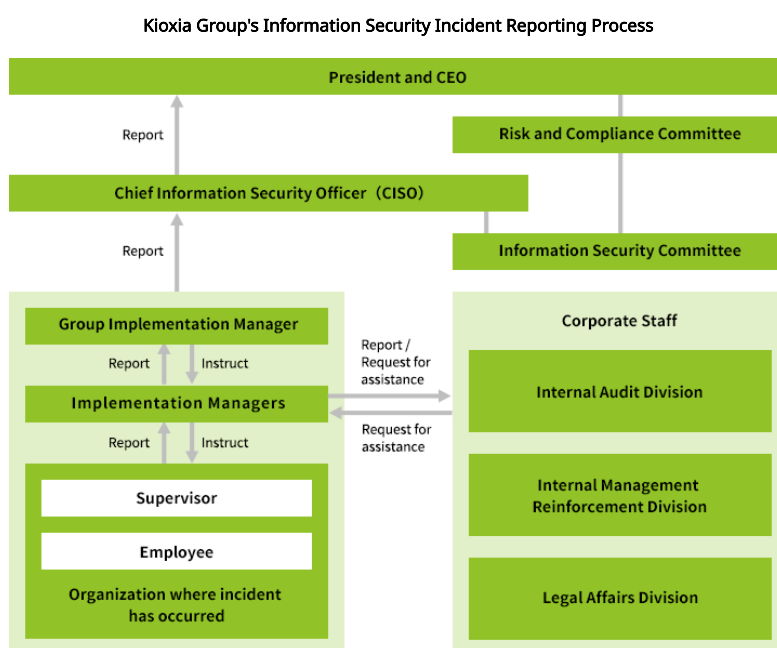 Kioxia Group's Information Security Incident Reporting Process
President and CEO
Report
Risk and Compliance Committee
Chief Information Security Officer（CISO）
Report
Information Security Committee
Group Implementation Manager
Report
Instruct
Implementation Managers
Report
Instruct
Supervisor
Employee
Organization where incident
has occurred
Report /
Request for
assistance
Request for
assistance
Corporate Staff
Internal Audit Division
Internal Management
Reinforcement Division
Legal Affairs Division